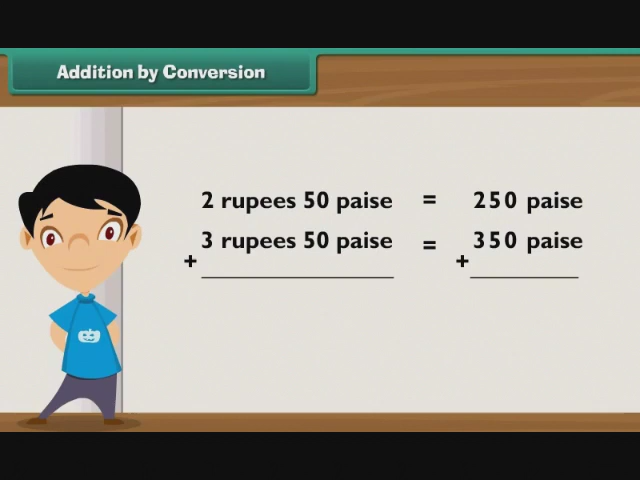 Addition by Conversion
2 rupees 50 paise = 250 paise
3 rupees 50 paise = 350 paise
+ +